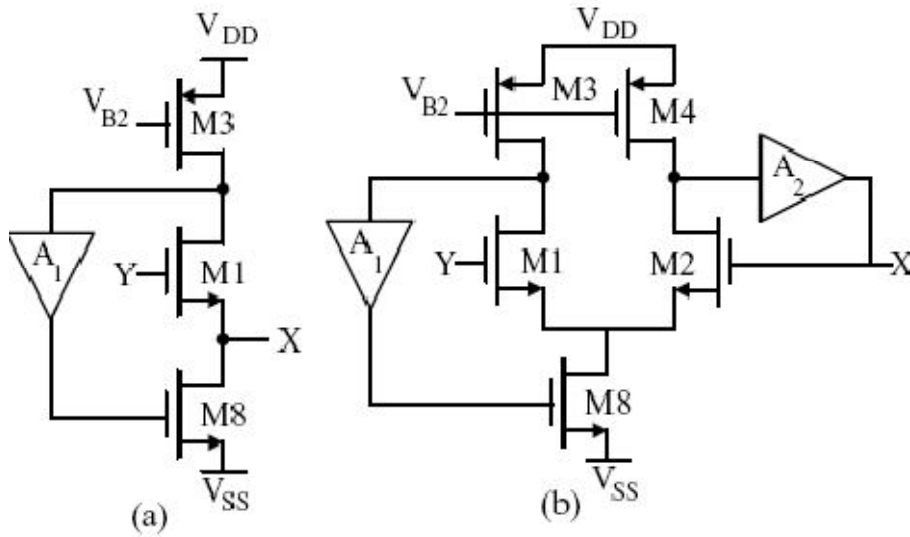 V_DD
V_B2
M3
A_1
Y
M1
X
M8
V_SS
(a)
V_DD
V_B2
M3
M4
A_2
A_1
Y
M1
M2
X
M8
V_SS
(b)